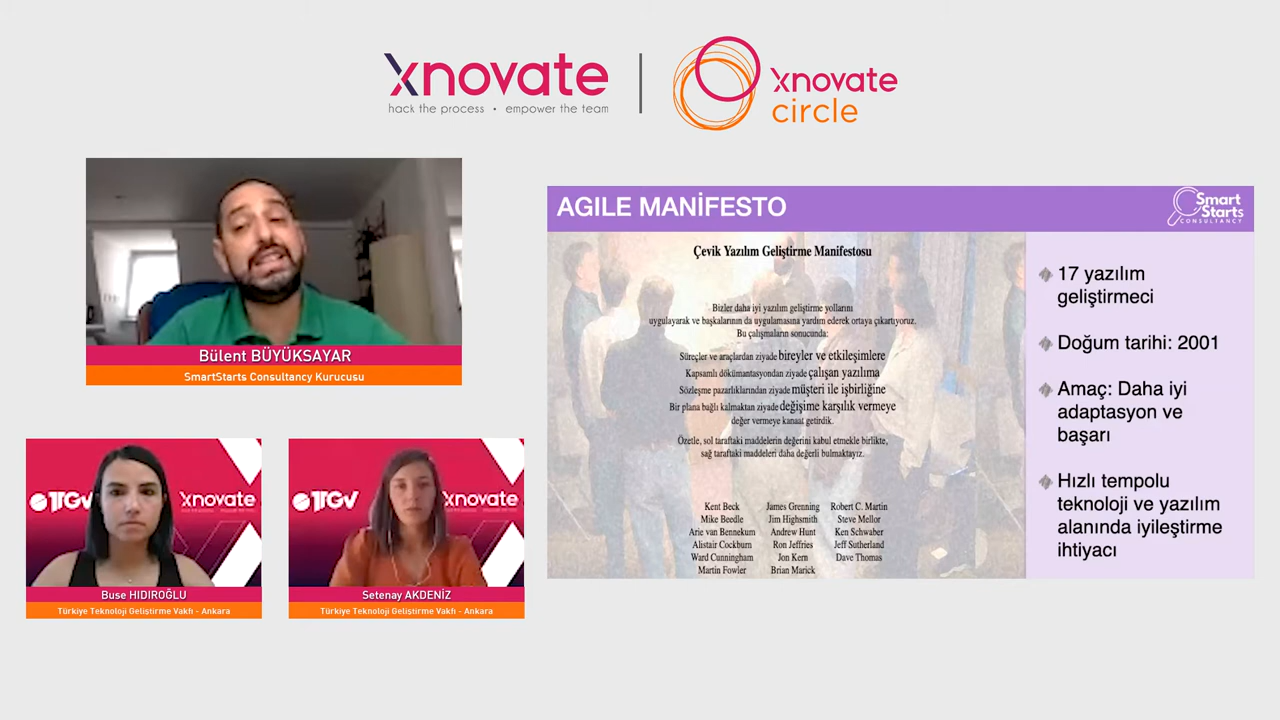 xnovate
hack the process • empower the team
xnovate
circle
Bülent BÜYÜKSAYAR
SmartStarts Consultancy Kurucusu
TTGV xnovate
Buse HIDIROĞLU
Türkiye Teknoloji Geliştirme Vakfı - Ankara
TTGV xnovate
Setenay AKDENİZ
Türkiye Teknoloji Geliştirme Vakfı - Ankara
AGILE MANİFESTO
Smart
Starts
CONSULTANCY
Çevik Yazılım Geliştirme Manifestosu
Bizler daha iyi yazılım geliştirme yollarını
uygulayarak ve başkalarının da uygulamasına yardım ederek ortaya çıkartıyoruz.
Bu çalışmaların sonucunda:
Süreçler ve araçlardan ziyade bireyler ve etkileşimlere
Kapsamlı dökümantasyondan ziyade çalışan yazılıma
Sözleşme pazarlıklarından ziyade müşteri ile işbirliğine
Bir plana bağlı kalmaktan ziyade değişime karşılık vermeye
değer vermeye kanaat getirdik.
Özetle, sol taraftaki maddelerin değerini kabul etmekle birlikte,
sağ taraftaki maddeleri daha değerli bulmaktayız.
Kent Beck James Grenning Robert C. Martin
Mike Beedle Jim Highsmith Steve Mellor
Arie van Bennekum Andrew Hunt Ken Schwaber
Alistair Cockburn Ron Jeffries Jeff Sutherland
Ward Cunningham Jon Kern Dave Thomas
Martin Fowler Brian Marick
17 yazılım
geliştirmeci
Doğum tarihi: 2001
Amaç: Daha iyi
adaptasyon ve
başarı
Hızlı tempolu
teknoloji ve yazılım
alanında iyileştirme
ihtiyacı